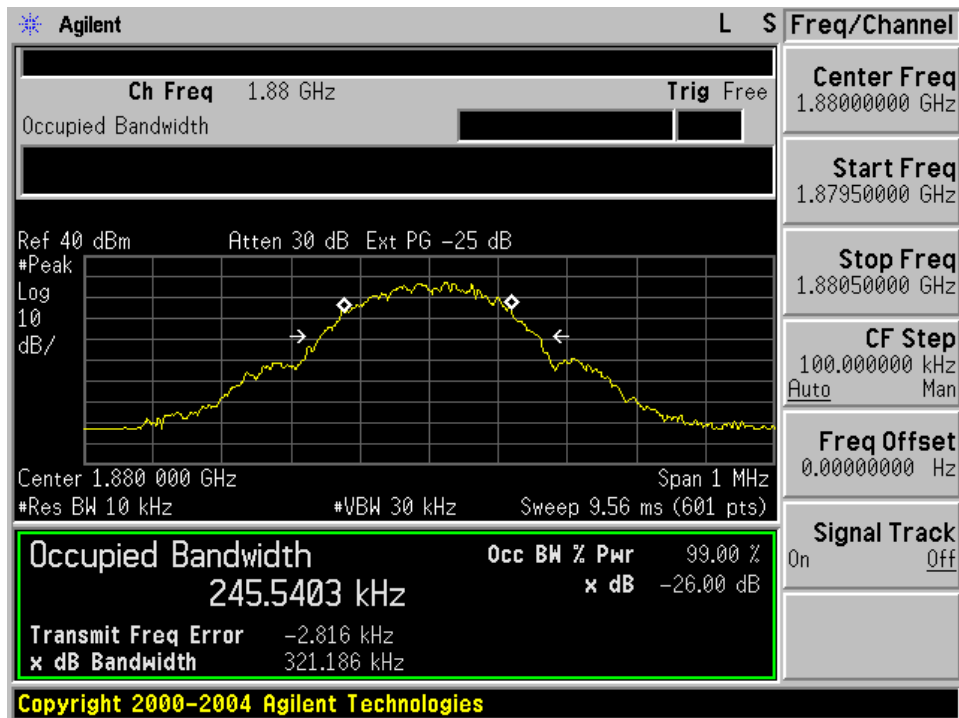 Agilent L S Freq/Channel
Ch Freq 1.88 GHz Trig Free
Occupied Bandwidth
Center Freq
1.88000000 GHz
Start Freq
1.87950000 GHz
Stop Freq
1.88050000 GHz
CF Step
100.000000 kHz
Auto Man
Freq Offset
0.00000000 Hz
Signal Track
On Off
Ref 40 dBm Atten 30 dB Ext PG -25 dB
#Peak
Log
10
dB/
Center 1.880 000 GHz Span 1 MHz
#Res BW 10 kHz #VBW 30 kHz Sweep 9.56 ms (601 pts)
Occupied Bandwidth Occ BW % Pwr 99.00 %
245.5403 kHz x dB -26.00 dB
Transmit Freq Error -2.816 kHz
x dB Bandwidth 321.186 kHz
Copyright 2000-2004 Agilent Technologies